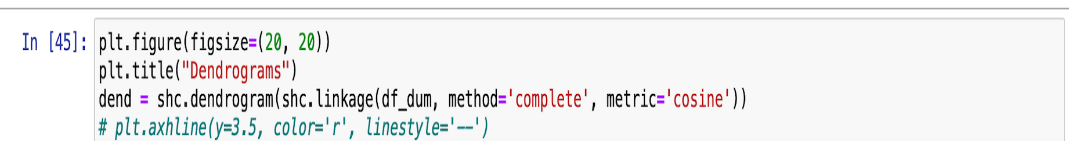 In [45]: plt.figure(figsize=(20, 20))
plt.title("Dendrograms")
dend = shc.dendrogram(shc.linkage(df_dum, method='complete', metric='cosine'))
# plt.axhline(y=3.5, color='r', linestyle='--')